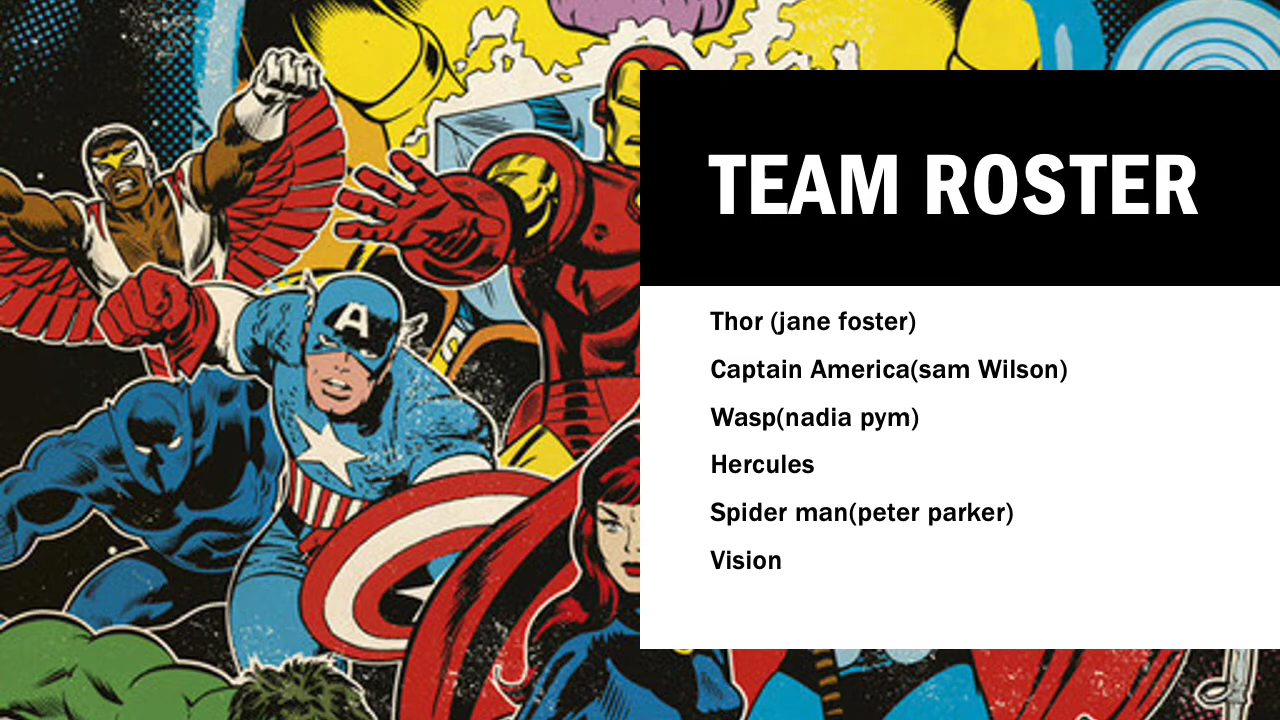 TEAM ROSTER
Thor (jane foster)
Captain America(sam Wilson)
Wasp(nadia pym)
Hercules
Spider man(peter parker)
Vision
A